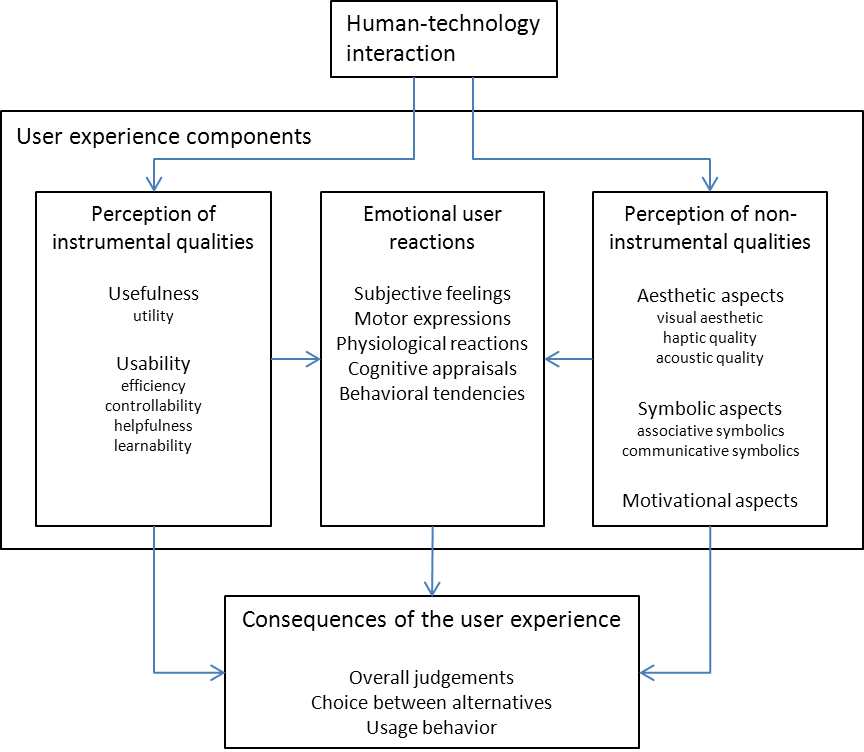 Human-technology
interaction
User experience components
Perception of
instrumental qualities
Usefulness
utility
Usability
efficiency
controllability
helpfulness
learnability
Emotional user
reactions
Subjective feelings
Motor expressions
Physiological reactions
Cognitive appraisals
Behavioral tendencies
Perception of non-
instrumental qualities
Aesthetic aspects
visual aesthetic
haptic quality
acoustic quality
Symbolic aspects
associative symbolics
communicative symbolics
Motivational aspects
Consequences of the user experience
Overall judgements
Choice between alternatives
Usage behavior